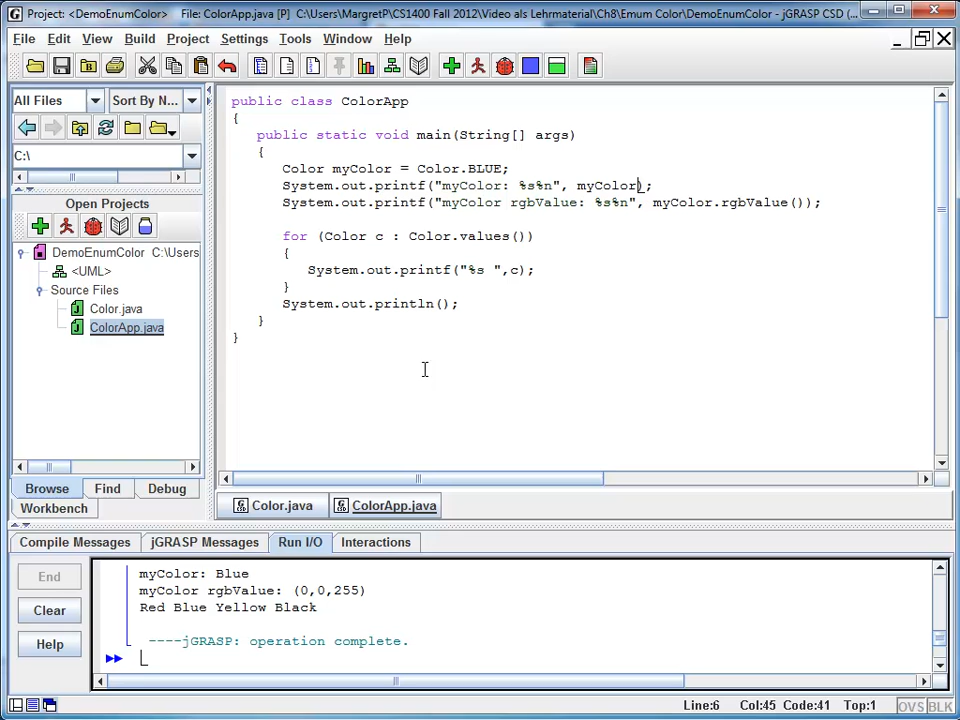 Project: <DemoEnumColor> File: ColorApp.java [P] C:\Users\MargretP\CS1400 Fall 2012\Video als Lehrmaterial\Ch8\Emum Color\DemoEnumColor - jGRASP CSD (...
File Edit View Build Project Settings Tools Window Help
All Files Sort By N...
C:\
Open Projects
DemoEnumColor C:\Users
<UML>
Source Files
Color.java
ColorApp.java
Browse Find Debug
Workbench
public class ColorApp
{
public static void main(String[] args)
{
Color myColor = Color.BLUE;
System.out.printf("myColor: %s%n", myColor);
System.out.printf("myColor rgbValue: %s%n", myColor.rgbValue());
for (Color c : Color.values())
{
System.out.printf("%s ",c);
}
System.out.println();
}
}
Color.java ColorApp.java
Compile Messages jGRASP Messages Run I/O Interactions
End
Clear
Help
myColor: Blue
myColor rgbValue: (0,0,255)
Red Blue Yellow Black
----jGRASP: operation complete.
Line:6 Col:45 Code:41 Top:1 OVS BLK